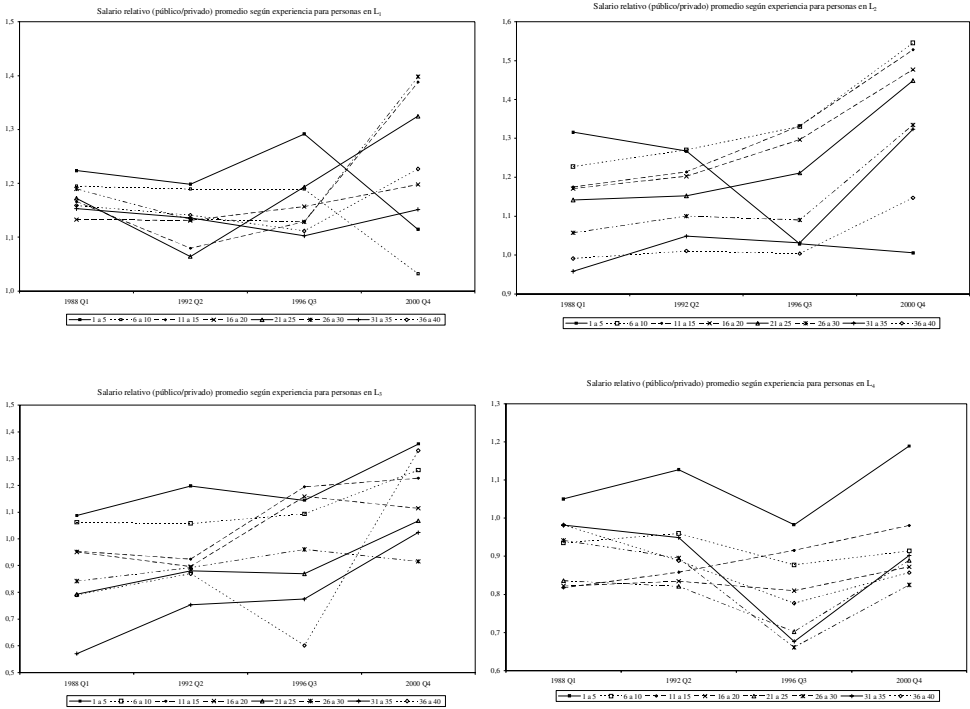 Salario relativo (público/privado) promedio según experiencia para personas en L1
1,5
1,4
1,3
1,2
1,1
1,0
1988 Q1 1992 Q2 1996 Q3 2000 Q4
1 a 5 6 a 10 11 a 15 16 a 20 21 a 25 26 a 30 31 a 35 36 a 40
Salario relativo (público/privado) promedio según experiencia para personas en L2
1,6
1,5
1,4
1,3
1,2
1,1
1,0
0,9
1988 Q1 1992 Q2 1996 Q3 2000 Q4
1 a 5 6 a 10 11 a 15 16 a 20 21 a 25 26 a 30 31 a 35 36 a 40
Salario relativo (público/privado) promedio según experiencia para personas en L3
1,5
1,4
1,3
1,2
1,1
1,0
0,9
0,8
0,7
0,6
0,5
1988 Q1 1992 Q2 1996 Q3 2000 Q4
1 a 5 6 a 10 11 a 15 16 a 20 21 a 25 26 a 30 31 a 35 36 a 40
Salario relativo (público/privado) promedio según experiencia para personas en L4
1,3
1,2
1,1
1,0
0,9
0,8
0,7
0,6
1988 Q1 1992 Q2 1996 Q3 2000 Q4
1 a 5 6 a 10 11 a 15 16 a 20 21 a 25 26 a 30 31 a 35 36 a 40